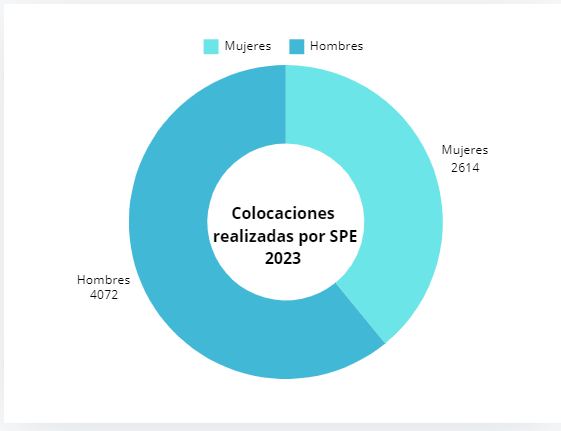 Mujeres
Hombres
Mujeres
2614
Colocaciones
realizadas por SPE
2023
Hombres
4072